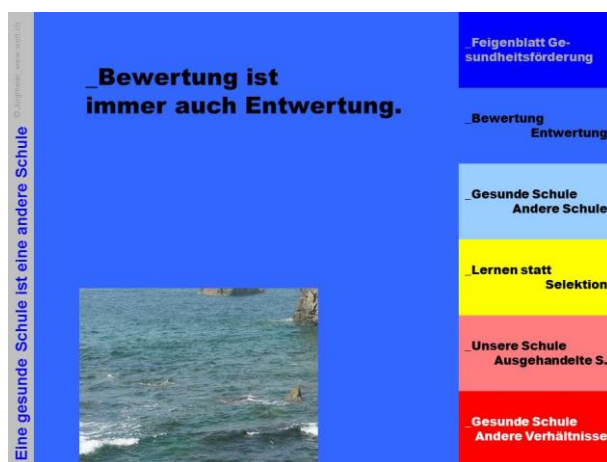 Eine gesunde Schule ist eine andere Schule
_Bewertung ist
immer auch Entwertung.
_Feigenblatt Ge-
sundheitsförderung
_Bewertung
Entwertung
_Gesunde Schule
Andere Schule
_Lernen statt
Selektion
_Unsere Schule
Ausgehandelte S.
_Gesunde Schule
Andere Verhältnisse